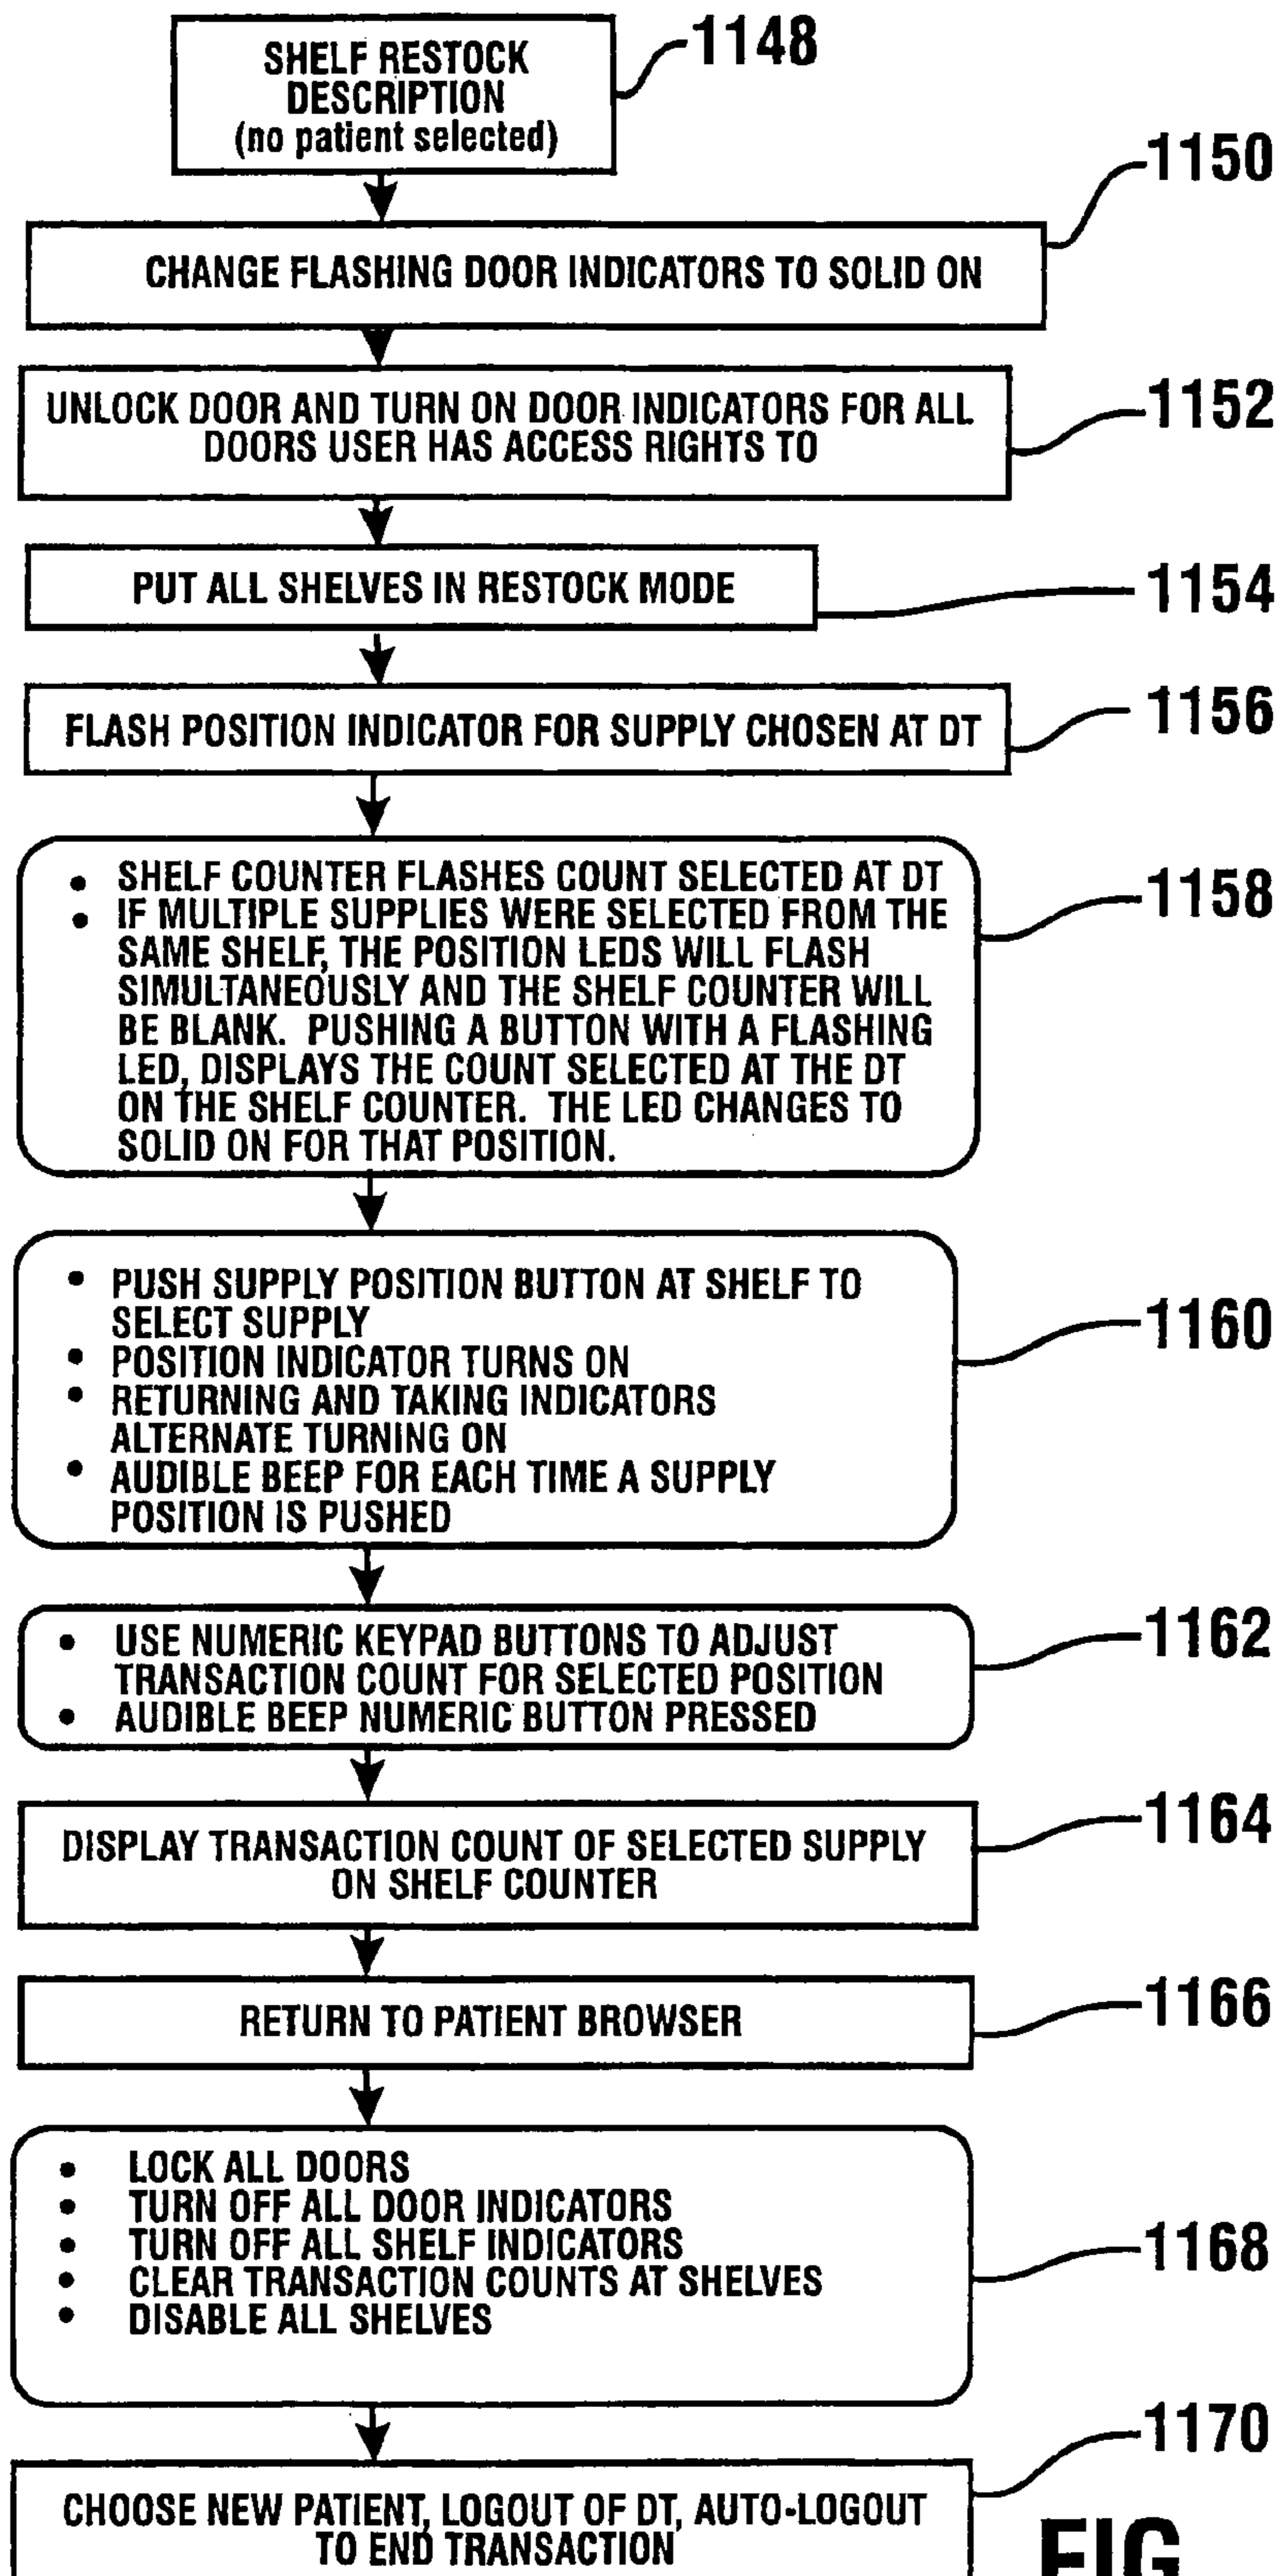 SHELF RESTOCK
DESCRIPTION
(no patient selected)
1148
1150
CHANGE FLASHING DOOR INDICATORS TO SOLID ON
UNLOCK DOOR AND TURN ON DOOR INDICATORS FOR ALL
DOORS USER HAS ACCESS RIGHTS TO
1152
PUT ALL SHELVES IN RESTOCK MODE
1154
FLASH POSITION INDICATOR FOR SUPPLY CHOSEN AT DT
1156
• SHELF COUNTER FLASHES COUNT SELECTED AT DT
• IF MULTIPLE SUPPLIES WERE SELECTED FROM THE
SAME SHELF, THE POSITION LEDS WILL FLASH
SIMULTANEOUSLY AND THE SHELF COUNTER WILL
BE BLANK. PUSHING A BUTTON WITH A FLASHING
LED, DISPLAYS THE COUNT SELECTED AT THE DT
ON THE SHELF COUNTER. THE LED CHANGES TO
SOLID ON FOR THAT POSITION.
1158
• PUSH SUPPLY POSITION BUTTON AT SHELF TO
SELECT SUPPLY
• POSITION INDICATOR TURNS ON
• RETURNING AND TAKING INDICATORS
ALTERNATE TURNING ON
• AUDIBLE BEEP FOR EACH TIME A SUPPLY
POSITION IS PUSHED
1160
• USE NUMERIC KEYPAD BUTTONS TO ADJUST
TRANSACTION COUNT FOR SELECTED POSITION
• AUDIBLE BEEP NUMERIC BUTTON PRESSED
1162
DISPLAY TRANSACTION COUNT OF SELECTED SUPPLY
ON SHELF COUNTER
1164
RETURN TO PATIENT BROWSER
1166
• LOCK ALL DOORS
• TURN OFF ALL DOOR INDICATORS
• TURN OFF ALL SHELF INDICATORS
• CLEAR TRANSACTION COUNTS AT SHELVES
• DISABLE ALL SHELVES
1168
1170
CHOOSE NEW PATIENT, LOGOUT OF DT, AUTO-LOGOUT
TO END TRANSACTION
FIG